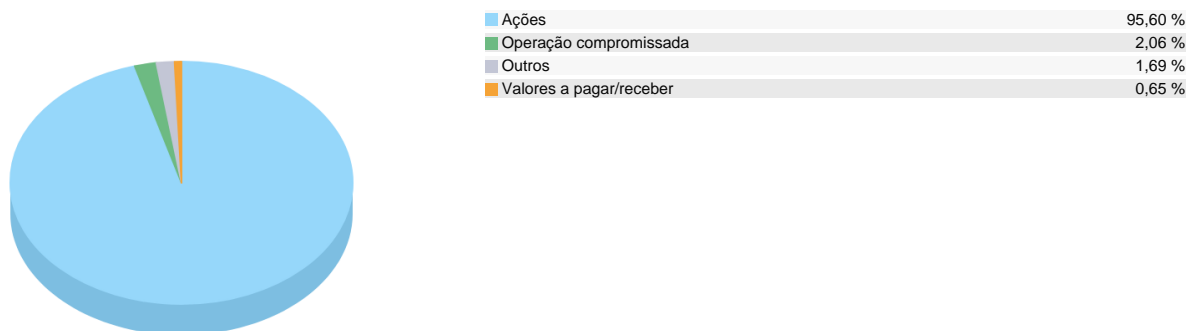 Ações 95,60 %
Operação compromissada 2,06 %
Outros 1,69 %
Valores a pagar/receber 0,65 %